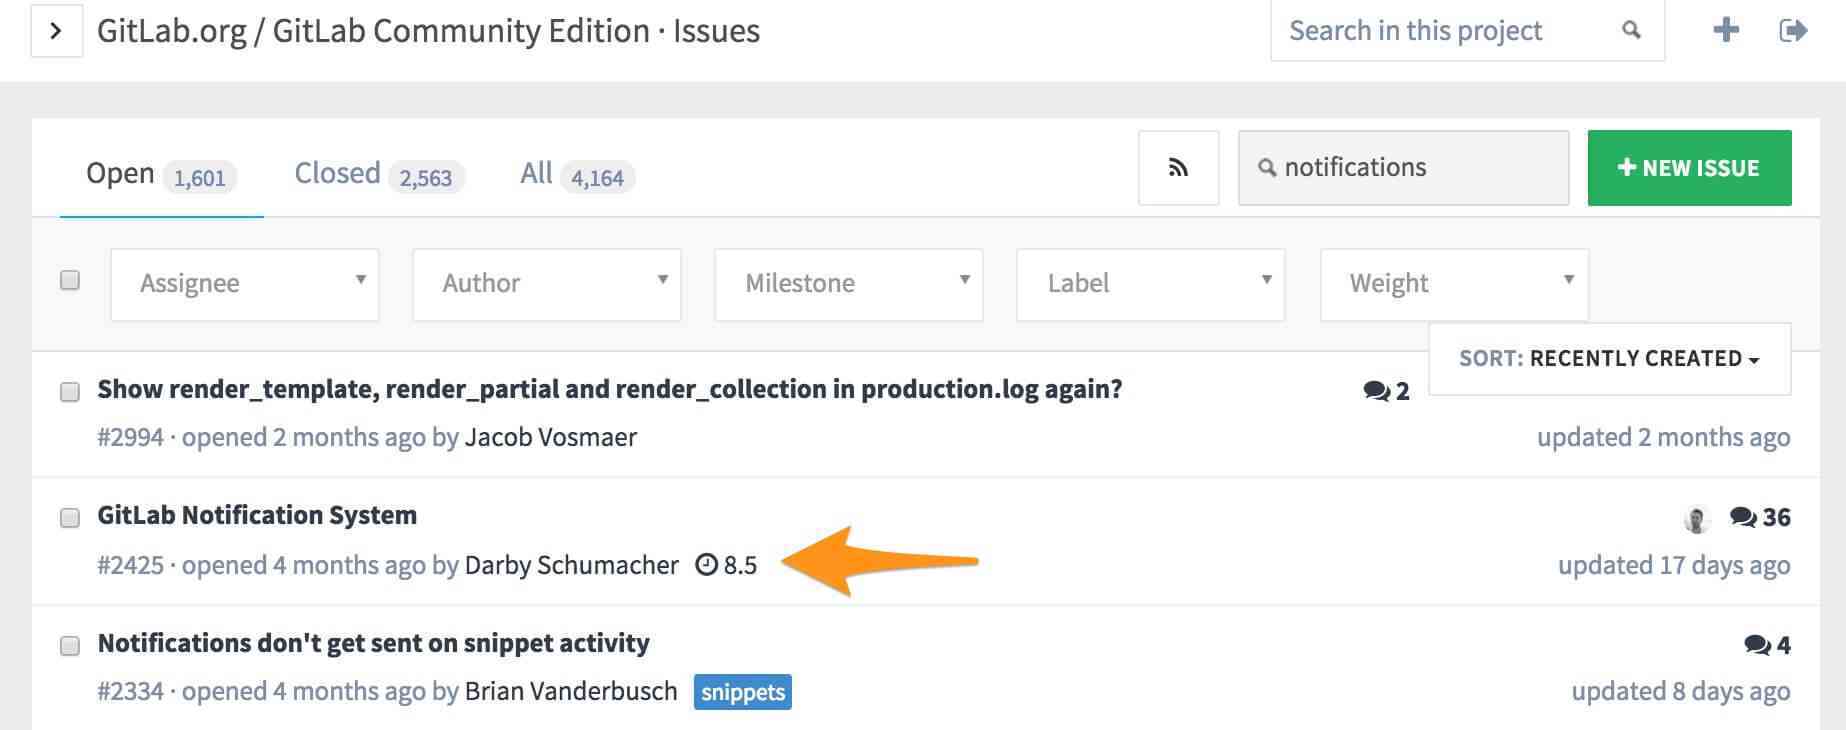 GitLab.org / GitLab Community Edition · Issues
Search in this project
Open 1,601 Closed 2,563 All 4,164
notifications
NEW ISSUE
Assignee Author Milestone Label Weight
SORT: RECENTLY CREATED
Show render_template, render_partial and render_collection in production.log again? 2
#2994 · opened 2 months ago by Jacob Vosmaer updated 2 months ago
GitLab Notification System 36
#2425 · opened 4 months ago by Darby Schumacher 8.5 updated 17 days ago
Notifications don't get sent on snippet activity 4
#2334 · opened 4 months ago by Brian Vanderbusch snippets updated 8 days ago